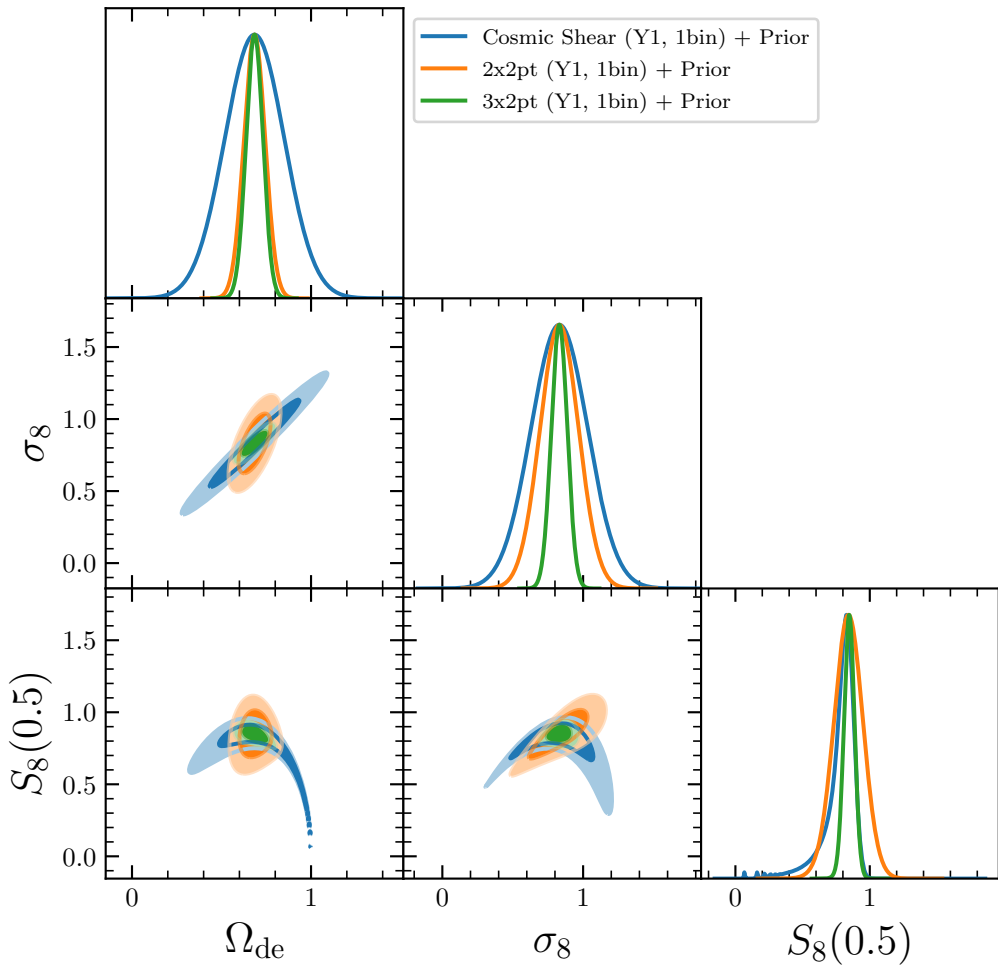 Cosmic Shear (Y1, 1bin) + Prior
2x2pt (Y1, 1bin) + Prior
3x2pt (Y1, 1bin) + Prior
1.5
1.0
0.5
0.0
σ8
1.5
1.0
0.5
0.0
S8(0.5)
0 1 0 1 0 1
Ωde σ8 S8(0.5)